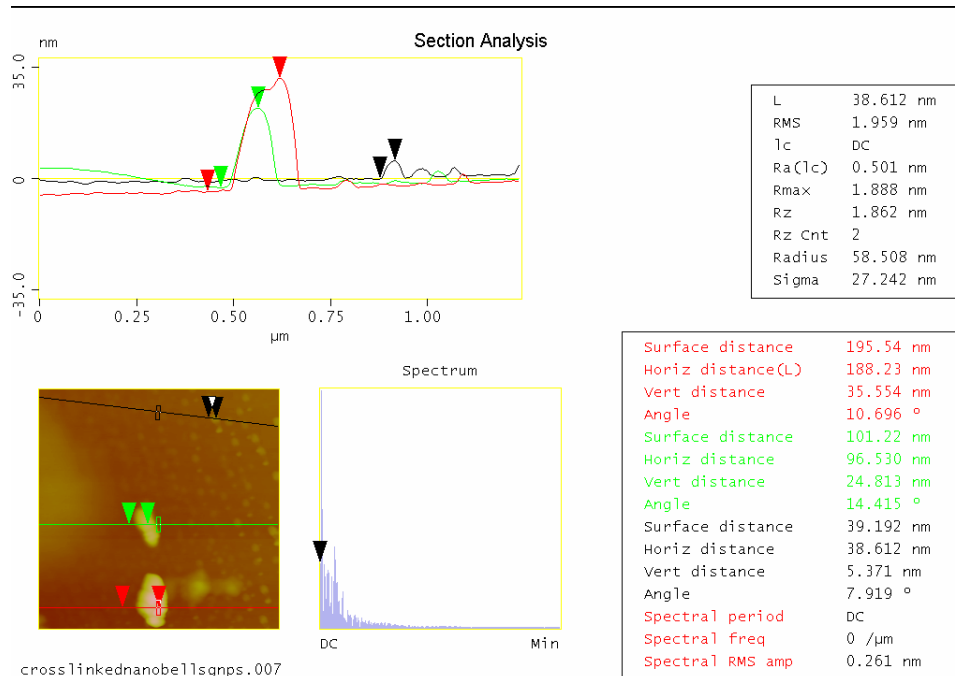 Section Analysis
nm
35.0
0
-35.0
0 0.25 0.50 0.75 1.00
µm
L 38.612 nm
RMS 1.959 nm
lc DC
Ra(lc) 0.501 nm
Rmax 1.888 nm
Rz 1.862 nm
Rz Cnt 2
Radius 58.508 nm
Sigma 27.242 nm
Spectrum
DC Min
Surface distance 195.54 nm
Horiz distance(L) 188.23 nm
Vert distance 35.554 nm
Angle 10.696 º
Surface distance 101.22 nm
Horiz distance 96.530 nm
Vert distance 24.813 nm
Angle 14.415 º
Surface distance 39.192 nm
Horiz distance 38.612 nm
Vert distance 5.371 nm
Angle 7.919 º
Spectral period DC
Spectral freq 0 /µm
Spectral RMS amp 0.261 nm
crosslinkednanobellsgnps.007